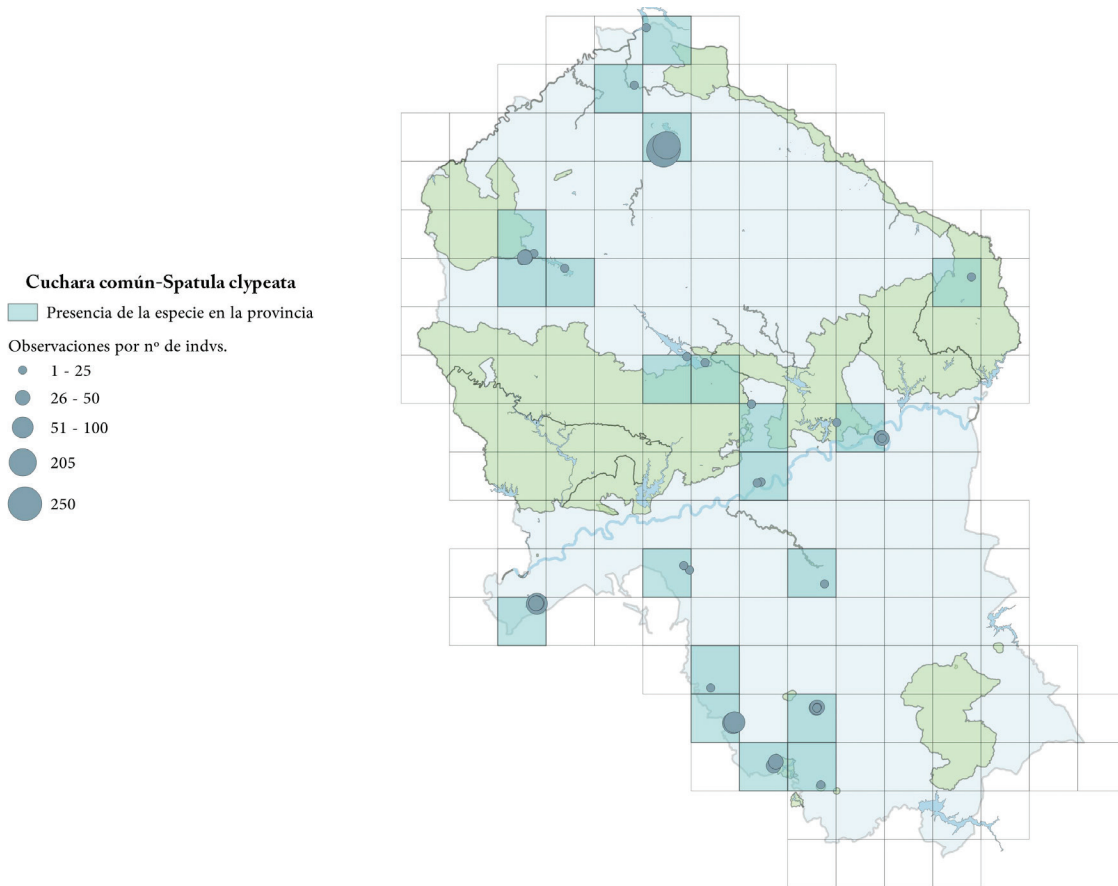 Cuchara común-Spatula clypeata
Presencia de la especie en la provincia
Observaciones por nº de indvs.
1 - 25
26 - 50
51 - 100
205
250